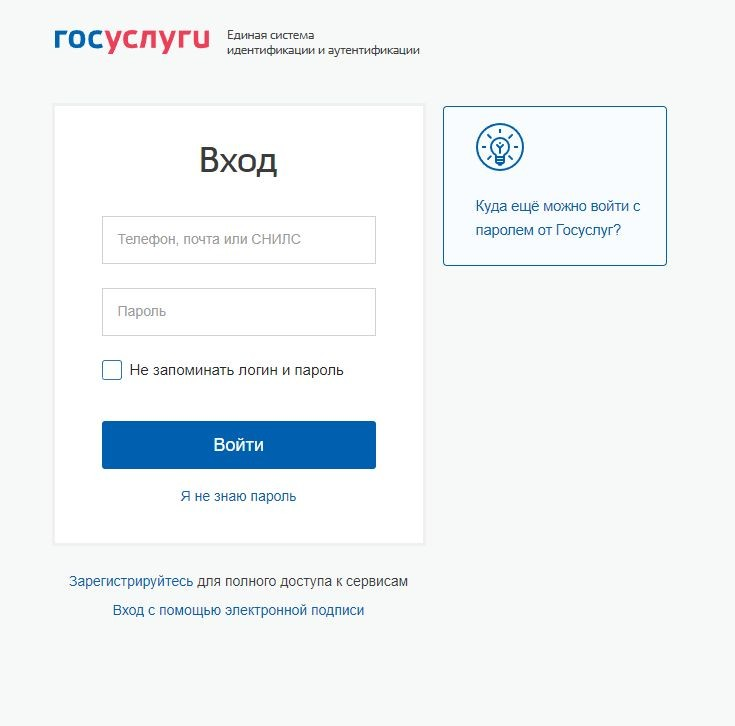 госуслуги
Единая система
идентификации и аутентификации
Вход
Телефон, почта или СНИЛС
Пароль
Не запоминать логин и пароль
Войти
Я не знаю пароль
Куда ещё можно войти с
паролем от Госуслуг?
Зарегистрируйтесь для полного доступа к сервисам
Вход с помощью электронной подписи